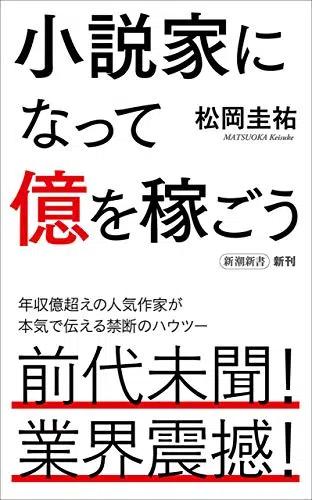 小説家に
なって
億を稼ごう
松岡圭祐
MATSUOKA Keisuke
新潮新書 新刊
年収億超えの人気作家が
本気で伝える禁断のハウツー
前代未聞!
業界震撼!